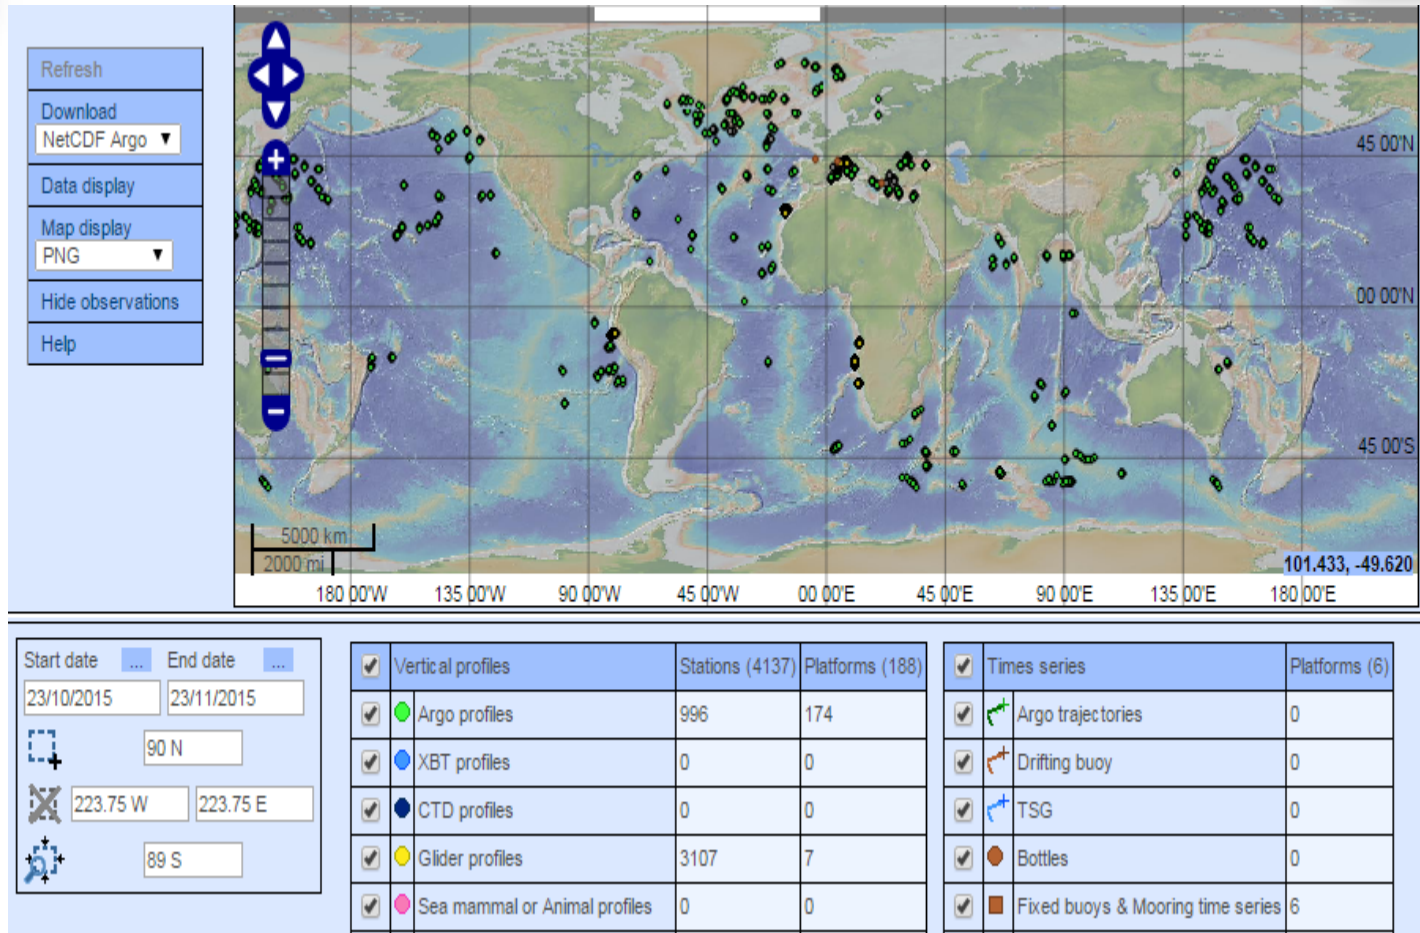 Refresh
Download
NetCDF Argo ▼
Data display
Map display
PNG ▼
Hide observations
Help
45 00'N
00 00'N
45 00'S
5000 km
2000 mi
101.433, -49.620
180 00'W 135 00'W 90 00'W 45 00'W 00 00'E 45 00'E 90 00'E 135 00'E 180 00'E
Start date ... End date ...
23/10/2015 23/11/2015
90 N
223.75 W 223.75 E
89 S
Vertical profiles Stations (4137) Platforms (188)
Argo profiles 996 174
XBT profiles 0 0
CTD profiles 0 0
Glider profiles 3107 7
Sea mammal or Animal profiles 0 0
Times series Platforms (6)
Argo trajectories 0
Drifting buoy 0
TSG 0
Bottles 0
Fixed buoys & Mooring time series 6